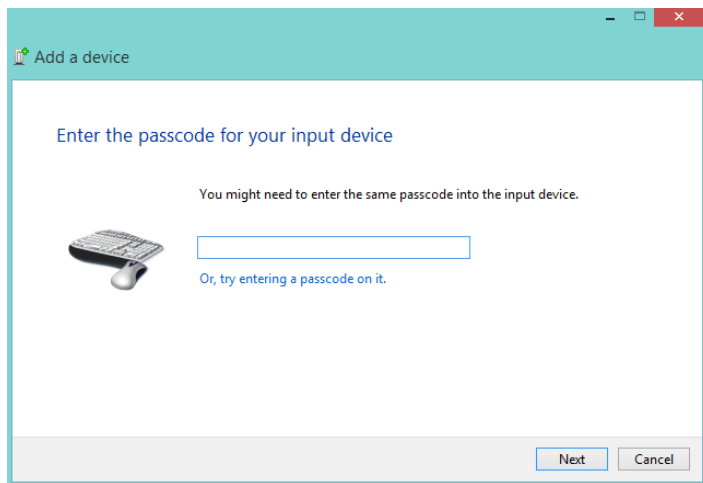 Add a device
Enter the passcode for your input device
You might need to enter the same passcode into the input device.
Or, try entering a passcode on it.
Next Cancel